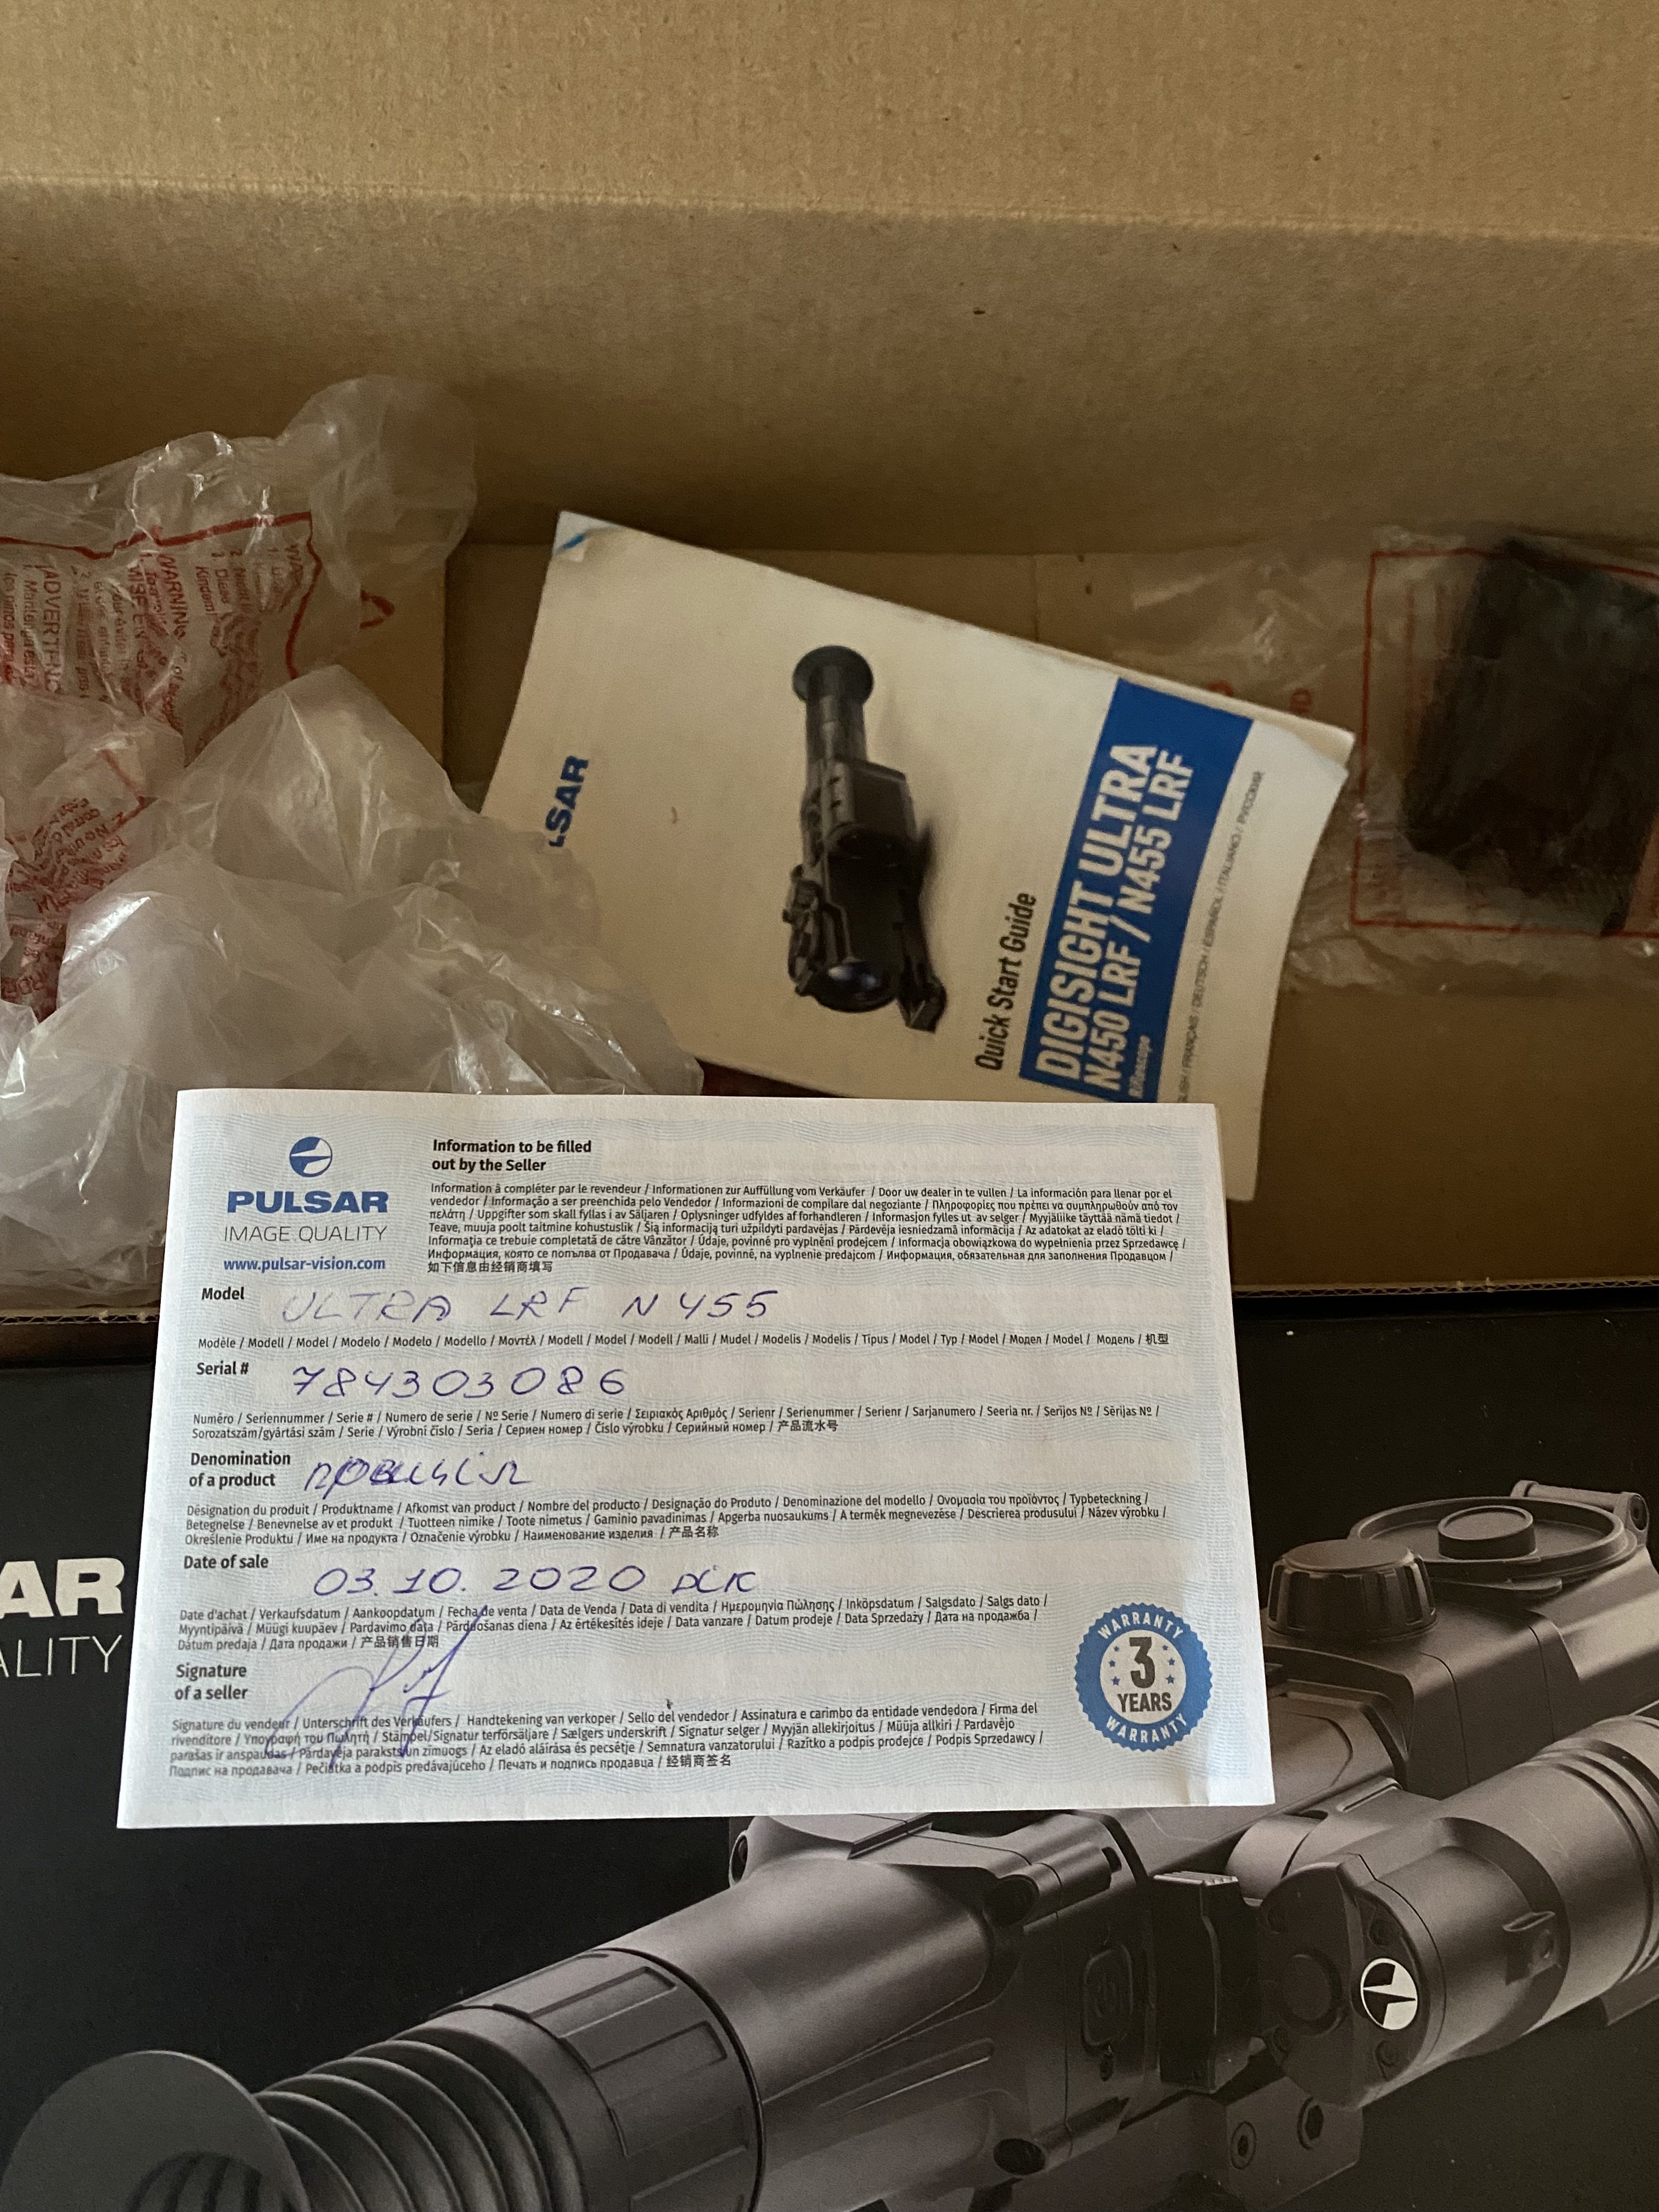 WARNING
ADVERTENC
LSAR
Quick Start Guide
DIGISIGHT ULTRA
N450 LRF / N455 LRF
Riflescope
/ FRANÇAIS / DEUTSCH / ESPAÑOL / ITALIANO / РУССКИЙ
PULSAR
IMAGE QUALITY
www.pulsar-vision.com
Information to be filled
out by the Seller
Information à compléter par le revendeur / Informationen zur Auffüllung vom Verkäufer / Door uw dealer in te vullen / La información para llenar por el
vendedor / Informação a ser preenchida pelo Vendedor / Informazioni de compilare dal negoziante / Πληροφορίες που πρέπει να συμπληρωθούν από τον
πελάτη / Uppgifter som skall fyllas i av Säljaren / Oplysninger udfyldes af forhandleren / Informasjon fylles ut av selger / Myyjäliike täyttää nämä tiedot /
Teave, muuja poolt taitmine kohustuslik / Šią informaciją turi užpildyti pardavėjas / Pārdevēja iesniedzamā informācija / Az adatokat az eladó tölti ki /
Informaţia ce trebuie completată de către Vânzător / Údaje, povinné pro vyplnění prodejcem / Informacja obowiązkowa do wypełnienia przez Sprzedawcę /
Информация, която се попълва от Продавача / Údaje, povinné, na vyplnenie predajcom / Информация, обязательная для заполнения Продавцом /
如下信息由经销商填写
Model ULTRA LRF N455
Modèle / Modell / Model / Modelo / Modelo / Modello / Μοντέλ / Modell / Model / Modell / Malli / Mudel / Modelis / Modelis / Típus / Model / Typ / Model / Модел / Model / Модель / 机型
Serial # 784303086
Numéro / Seriennummer / Serie # / Numero de serie / Nº Serie / Numero di serie / Σειριακός Αριθμός / Serienr / Serienummer / Serienr / Sarjanumero / Seeria nr. / Serijos Nº / Sērijas Nº /
Sorozatszám/gyártási szám / Serie / Výrobní číslo / Seria / Сериен номер / Číslo výrobku / Серийный номер / 产品流水号
Denomination
of a product
Désignation du produit / Produktname / Afkomst van product / Nombre del producto / Designação do Produto / Denominazione del modello / Ονομασία του προϊόντος / Typbeteckning /
Betegnelse / Benevnelse av et produkt / Tuotteen nimike / Toote nimetus / Gaminio pavadinimas / Apgerba nuosaukums / A termék megnevezése / Descrierea produsului / Název výrobku /
Określenie Produktu / Име на продукта / Označenie výrobku / Наименование изделия / 产品名称
Date of sale 03.10.2020
Date d'achat / Verkaufsdatum / Aankoopdatum / Fecha de venta / Data de Venda / Data di vendita / Ημερομηνία Πώλησης / Inköpsdatum / Salgsdato / Salgs dato /
Myyntipäivä / Müügi kuupäev / Pardavimo data / Pārdošanas diena / Az értékesítés ideje / Data vanzare / Datum prodeje / Data Sprzedaży / Дата на продажба /
Dátum predaja / Дата продажи / 产品销售日期
Signature
of a seller
Signature du vendeur / Unterschrift des Verkäufers / Handtekening van verkoper / Sello del vendedor / Assinatura e carimbo da entidade vendedora / Firma del
rivenditore / Υπογραφή του Πωλητή / Stämpel/Signatur terförsäljare / Sælgers underskrift / Signatur selger / Myyjän allekirjoitus / Müüja allkiri / Pardavėjo
parašas ir anspaudas / Pārdavēja paraksts un zīmuogs / Az eladó aláírása és pecsétje / Semnatura vanzatorului / Razítko a podpis prodejce / Podpis Sprzedawcy /
Подпис на продавача / Pečiatka a podpis predávajúceho / Печать и подпись продавца / 经销商签名
WARRANTY
3
YEARS
WARRANTY
AR
ALITY